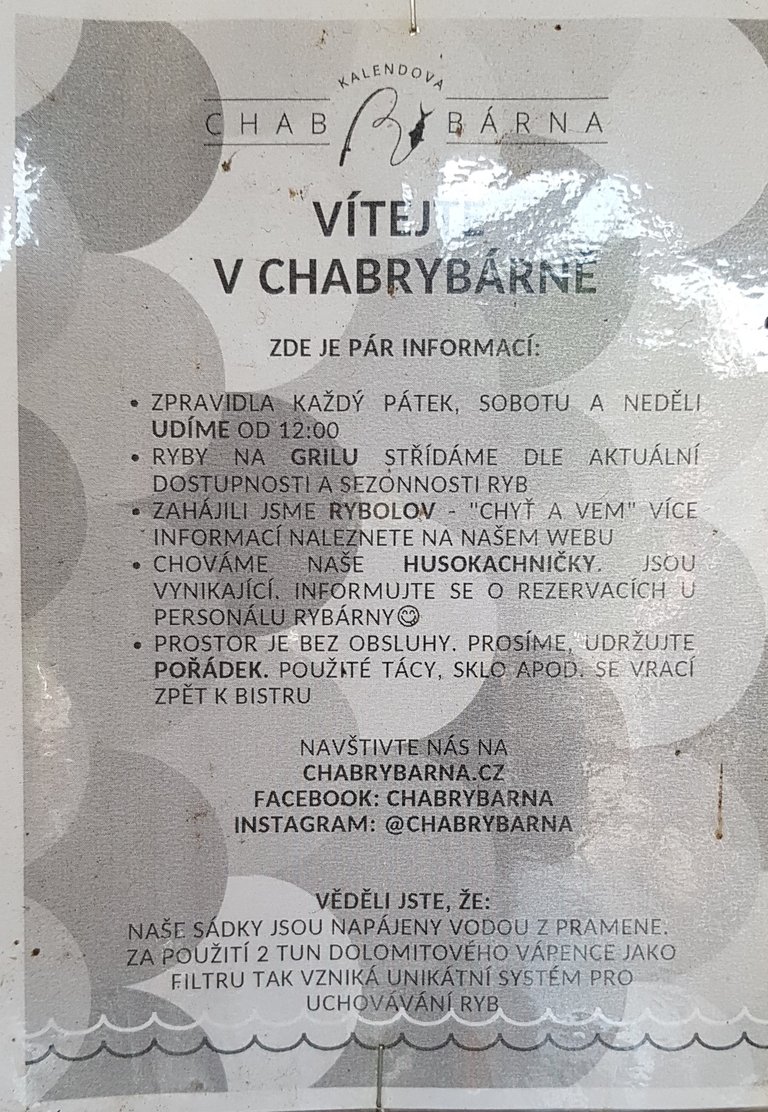 KALENDOVA
CHAB BÁRNA
VÍTEJTE
V CHABRYBÁRNĚ
ZDE JE PÁR INFORMACÍ:
• ZPRAVIDLA KAŽDÝ PÁTEK, SOBOTU A NEDĚLI
UDÍME OD 12:00
• RYBY NA GRILU STŘÍDÁME DLE AKTUÁLNÍ
DOSTUPNOSTI A SEZÓNNOSTI RYB
• ZAHÁJILI JSME RYBOLOV - "CHYŤ A VEM" VÍCE
INFORMACÍ NALEZNETE NA NAŠEM WEBU
• CHOVÁME NAŠE HUSOKACHNIČKY. JSOU
VYNIKAJÍCÍ. INFORMUJTE SE O REZERVACÍCH U
PERSONÁLU RYBÁRNY😋
• PROSTOR JE BEZ OBSLUHY. PROSÍME, UDRŽUJTE
POŘÁDEK. POUŽITÉ TÁCY, SKLO APOD. SE VRACÍ
ZPĚT K BISTRU
NAVŠTIVTE NÁS NA
CHABRYBARNA.CZ
FACEBOOK: CHABRYBARNA
INSTAGRAM: @CHABRYBARNA
VĚDĚLI JSTE, ŽE:
NAŠE SÁDKY JSOU NAPÁJENY VODOU Z PRAMENE.
ZA POUŽITÍ 2 TUN DOLOMITOVÉHO VÁPENCE JAKO
FILTRU TAK VZNIKÁ UNIKÁTNÍ SYSTÉM PRO
UCHOVÁVÁNÍ RYB